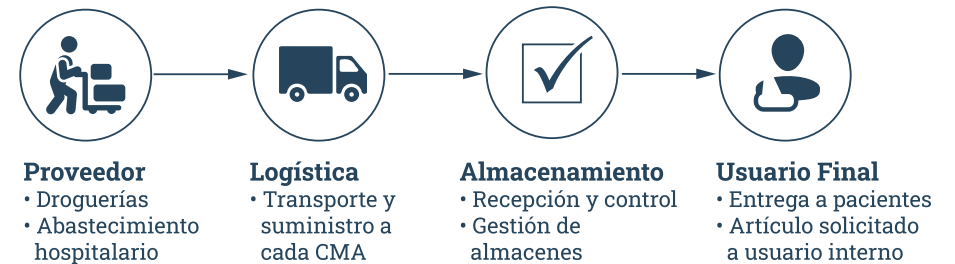 Proveedor
• Droguerías
• Abastecimiento
hospitalario
Logística
• Transporte y
suministro a
cada CMA
Almacenamiento
• Recepción y control
• Gestión de
almacenes
Usuario Final
• Entrega a pacientes
• Artículo solicitado
a usuario interno